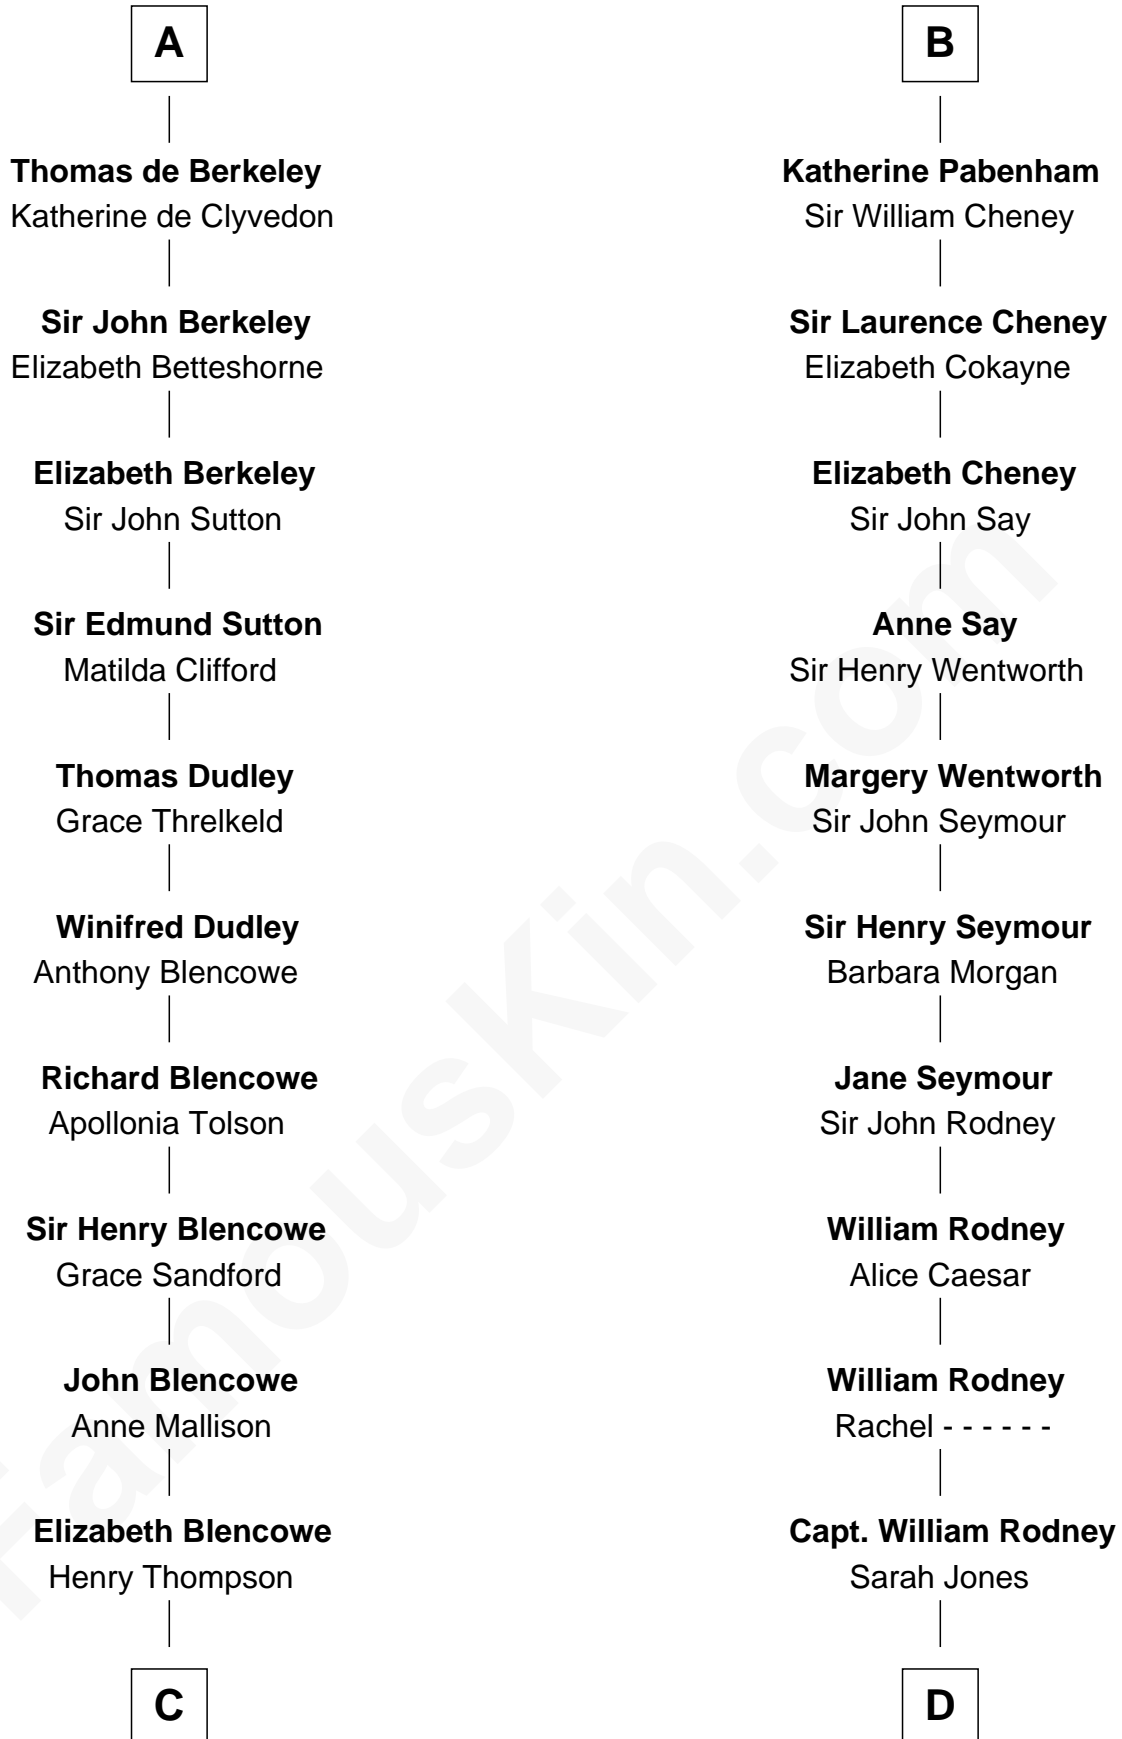 A
Thomas de Berkeley
Katherine de Clyvedon
Sir John Berkeley
Elizabeth Betteshorne
Elizabeth Berkeley
Sir John Sutton
Sir Edmund Sutton
Matilda Clifford
Thomas Dudley
Grace Threlkeld
Winifred Dudley
Anthony Blencowe
Richard Blencowe
Apollonia Tolson
Sir Henry Blencowe
Grace Sandford
John Blencowe
Anne Mallison
Elizabeth Blencowe
Henry Thompson
C
B
Katherine Pabenham
Sir William Cheney
Sir Laurence Cheney
Elizabeth Cokayne
Elizabeth Cheney
Sir John Say
Anne Say
Sir Henry Wentworth
Margery Wentworth
Sir John Seymour
Sir Henry Seymour
Barbara Morgan
Jane Seymour
Sir John Rodney
William Rodney
Alice Caesar
William Rodney
Rachel - - - - - -
Capt. William Rodney
Sarah Jones
D
FamousKin.com